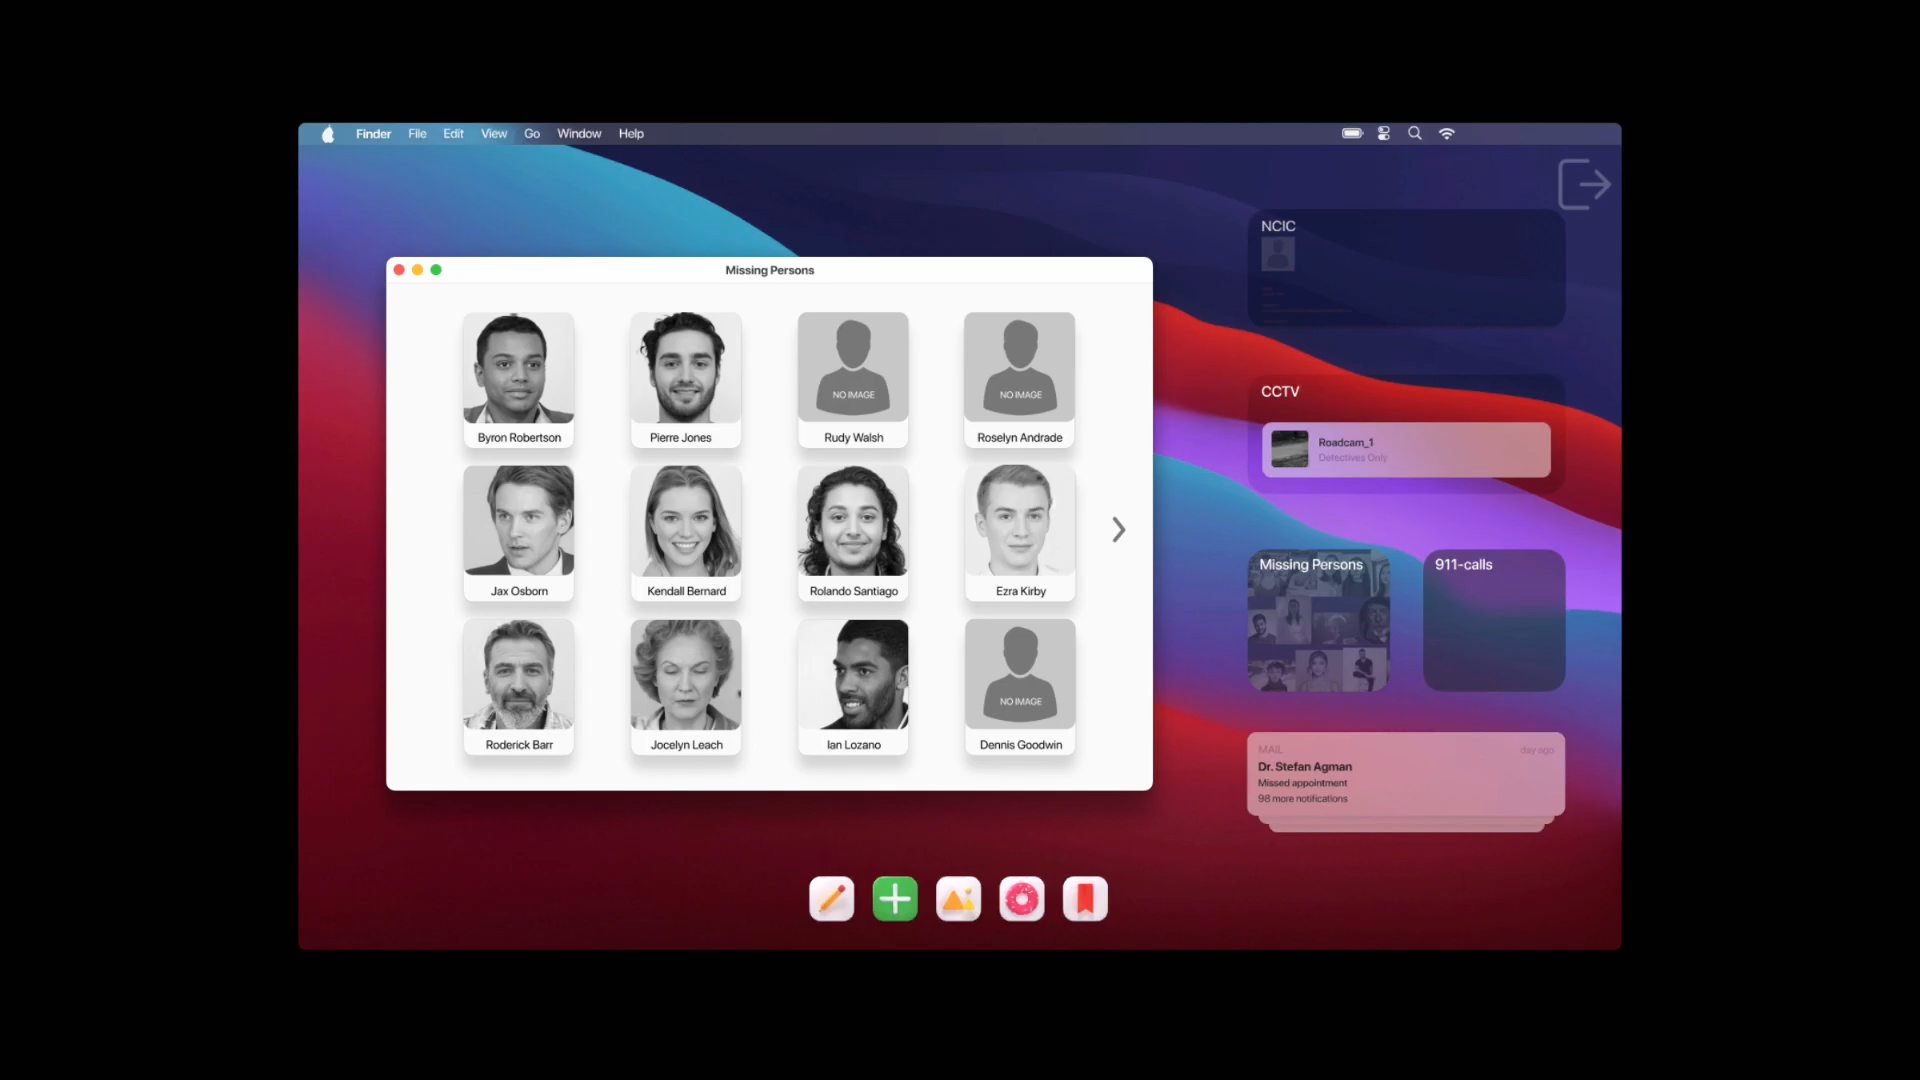 Finder File Edit View Go Window Help
Missing Persons
NO IMAGE NO IMAGE
Byron Robertson Pierre Jones Rudy Walsh Roselyn Andrade
Jax Osborn Kendall Bernard Rolando Santiago Ezra Kirby
NO IMAGE
Roderick Barr Jocelyn Leach Ian Lozano Dennis Goodwin
NCIC
CCTV
Roadcam_1
Detectives Only
Missing Persons 911-calls
MAIL day ago
Dr. Stefan Agman
Missed appointment
98 more notifications